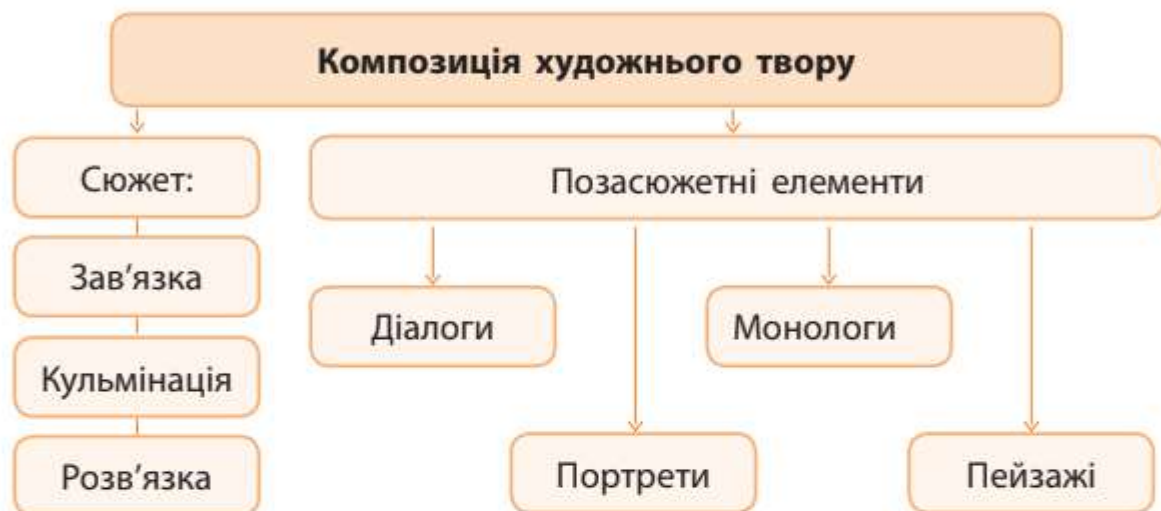 Композиція художнього твору
Сюжет:
Зав’язка
Кульмінація
Розв’язка
Позасюжетні елементи
Діалоги
Монологи
Портрети
Пейзажі